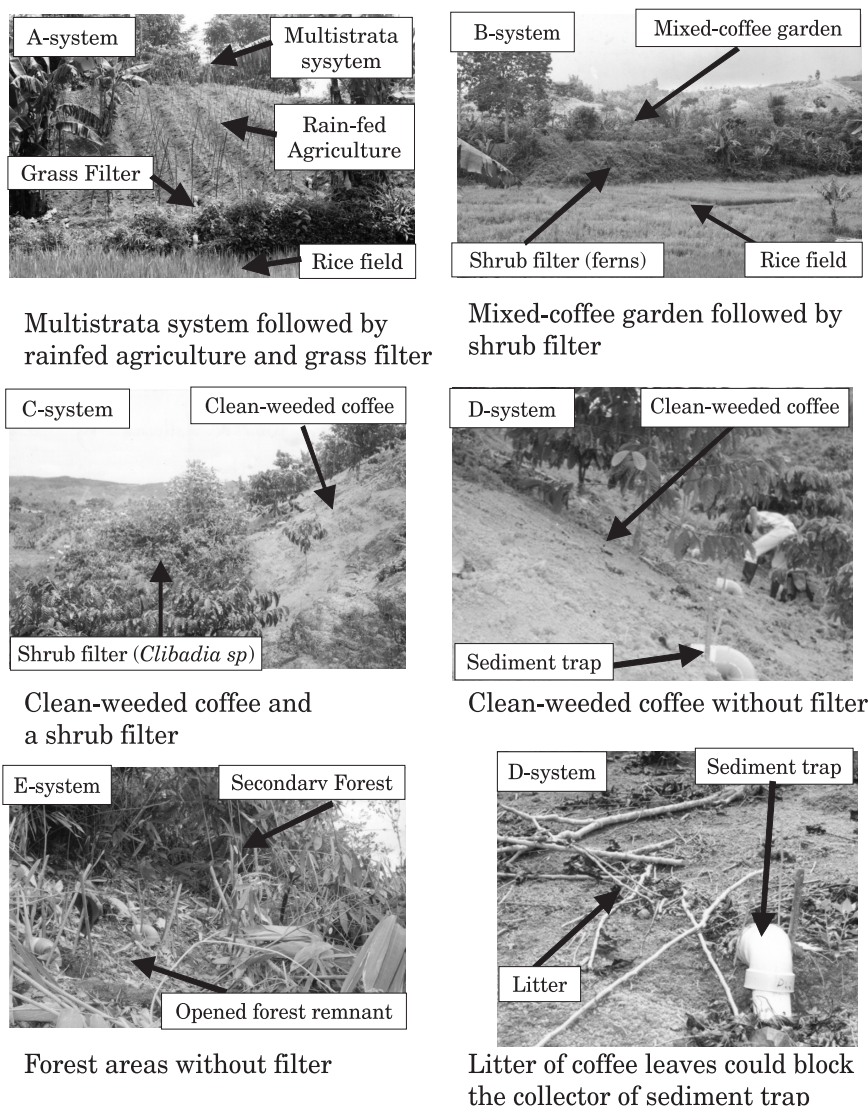 A-system
Multistrata
sysytem
Rain-fed
Agriculture
Grass Filter
Rice field
Multistrata system followed by
rainfed agriculture and grass filter
B-system
Mixed-coffee garden
Shrub filter (ferns)
Rice field
Mixed-coffee garden followed by
shrub filter
C-system
Clean-weeded coffee
Shrub filter (Clibadia sp)
Clean-weeded coffee and
a shrub filter
D-system
Clean-weeded coffee
Sediment trap
Clean-weeded coffee without filter
E-system
Secondary Forest
Opened forest remnant
Forest areas without filter
D-system
Sediment trap
Litter
Litter of coffee leaves could block
the collector of sediment trap